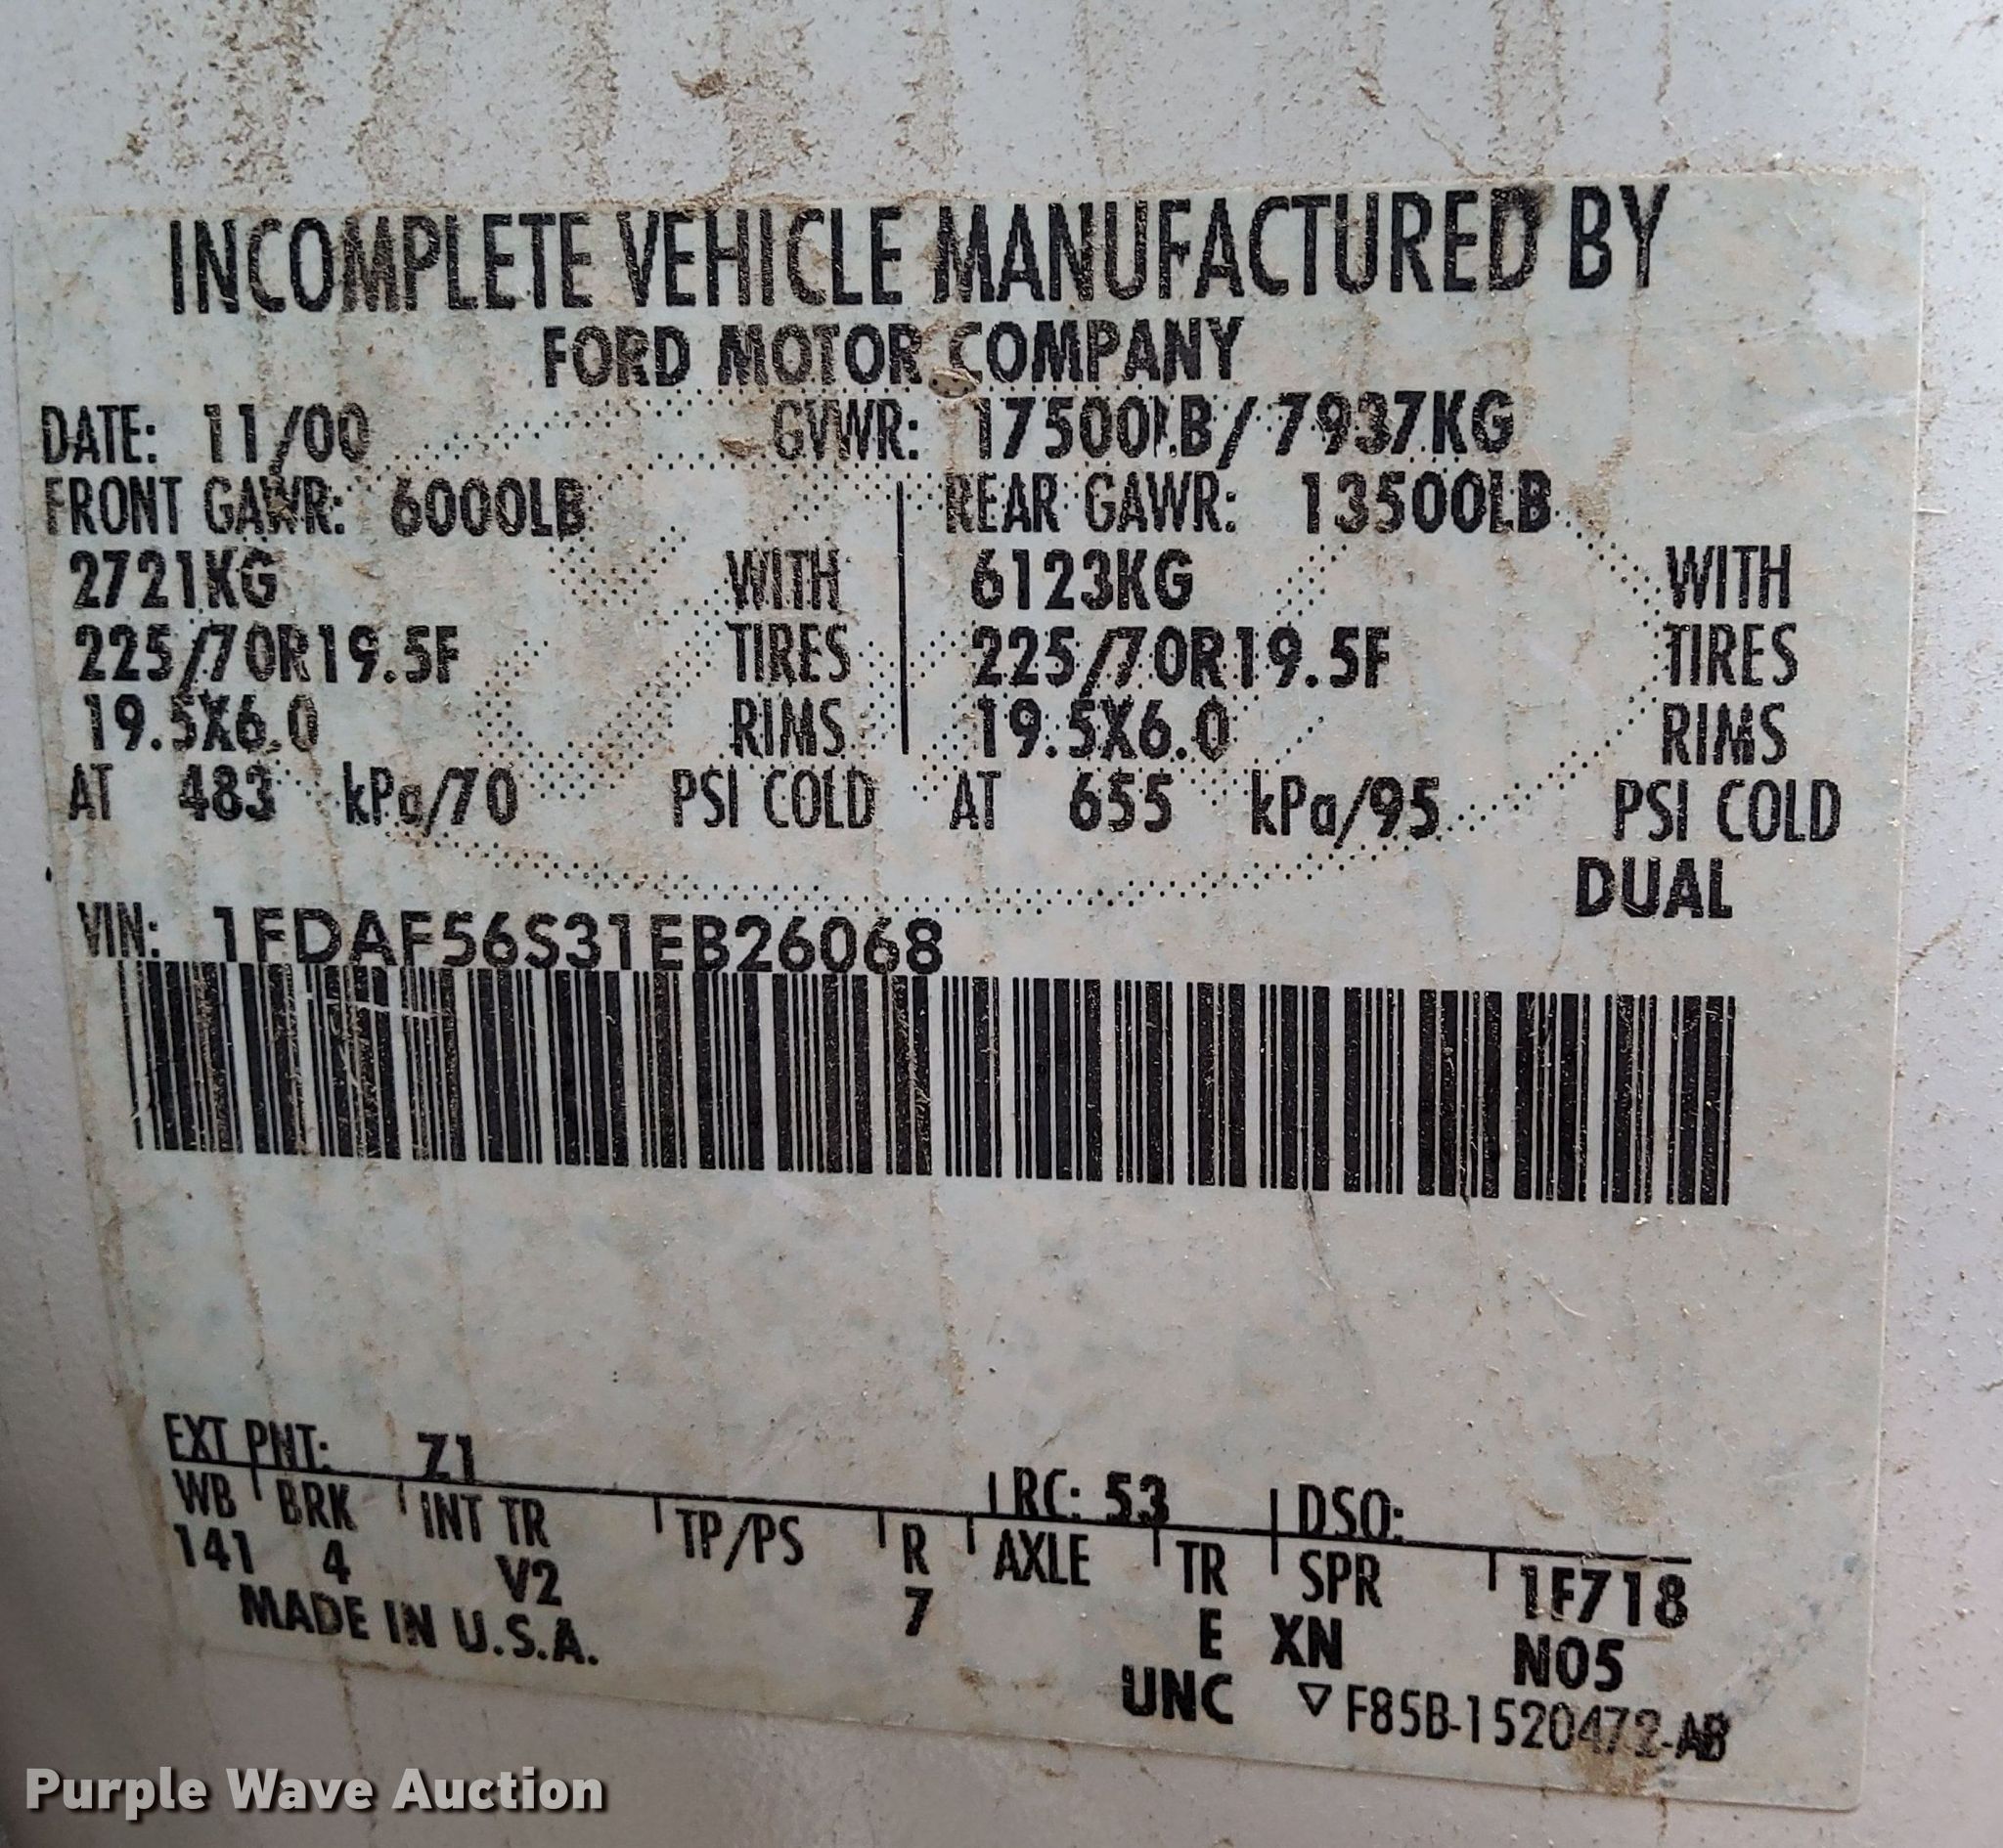 INCOMPLETE VEHICLE MANUFACTURED BY
FORD MOTOR COMPANY
DATE: 11/00 GVWR: 17500LB/7937KG
FRONT GAWR: 6000LB REAR GAWR: 13500LB
2721KG WITH 6123KG WITH
225/70R19.5F TIRES 225/70R19.5F TIRES
19.5X6.0 RIMS 19.5X6.0 RIMS
AT 483 kPa/70 PSI COLD AT 655 kPa/95 PSI COLD
DUAL
VIN: 1FDAF56S31EB26068
EXT PNT: Z1 RC: 53 DSO:
WB BRK INT TR TP/PS R AXLE TR SPR 1F718
141 4 V2 7 E XN N05
MADE IN U.S.A. UNC ▽F85B-1520472-AB
Purple Wave Auction